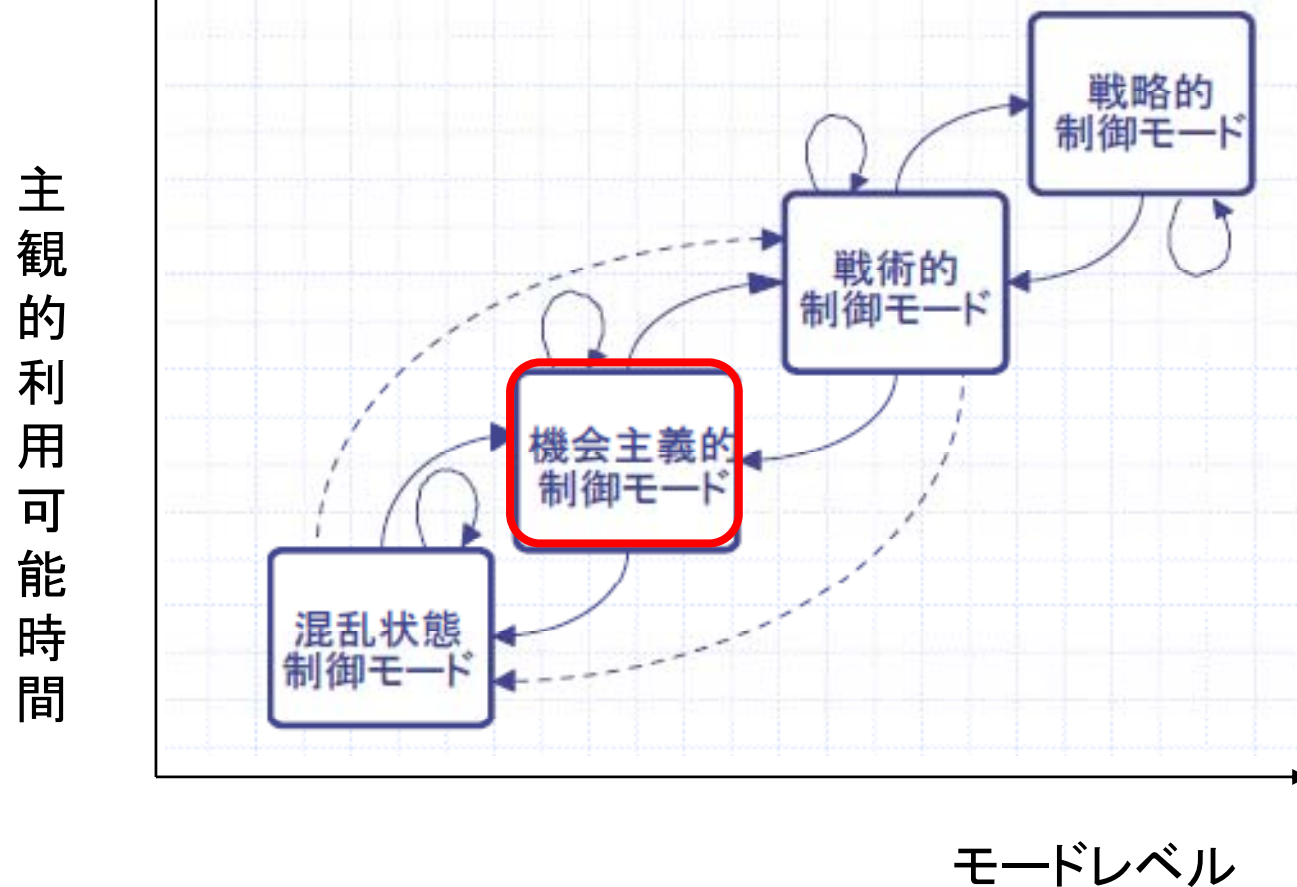 主観的利用可能時間
戦略的
制御モード
戦術的
制御モード
機会主義的
制御モード
混乱状態
制御モード
モードレベル